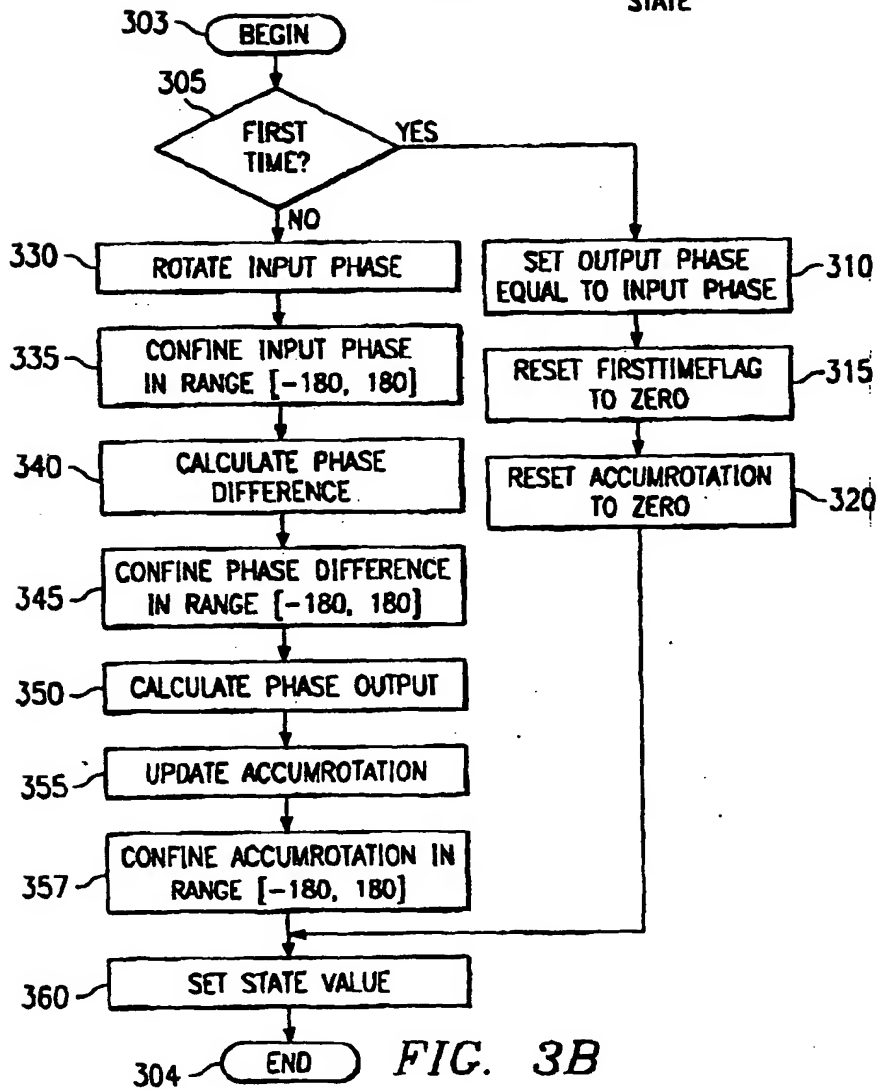 STATE
303
BEGIN
305
FIRST
TIME?
YES
NO
330
ROTATE INPUT PHASE
SET OUTPUT PHASE
EQUAL TO INPUT PHASE
310
335
CONFINE INPUT PHASE
IN RANGE [-180, 180]
RESET FIRSTTIMEFLAG
TO ZERO
315
340
CALCULATE PHASE
DIFFERENCE
RESET ACCUMROTATION
TO ZERO
320
345
CONFINE PHASE DIFFERENCE
IN RANGE [-180, 180]
350
CALCULATE PHASE OUTPUT
355
UPDATE ACCUMROTATION
357
CONFINE ACCUMROTATION IN
RANGE [-180, 180]
360
SET STATE VALUE
304
END
FIG. 3B